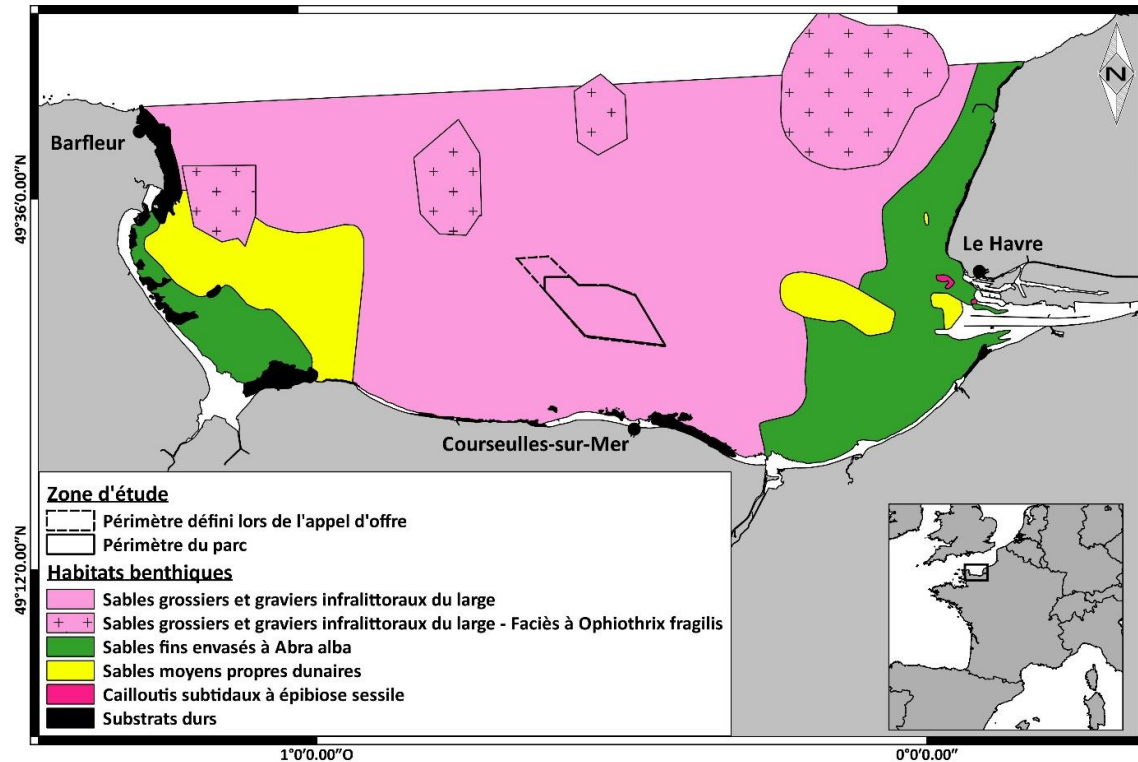 N
Barfleur
49°36'0.00"N
Le Havre
Courseulles-sur-Mer
Zone d'étude
Périmètre défini lors de l'appel d'offre
Périmètre du parc
Habitats benthiques
Sables grossiers et graviers infralittoraux du large
Sables grossiers et graviers infralittoraux du large - Faciès à Ophiothrix fragilis
Sables fins envasés à Abra alba
Sables moyens propres dunaires
Cailloutis subtidaux à épibiose sessile
Substrats durs
49°12'0.00"N
1°0'0.00"O
0°0'0.00"